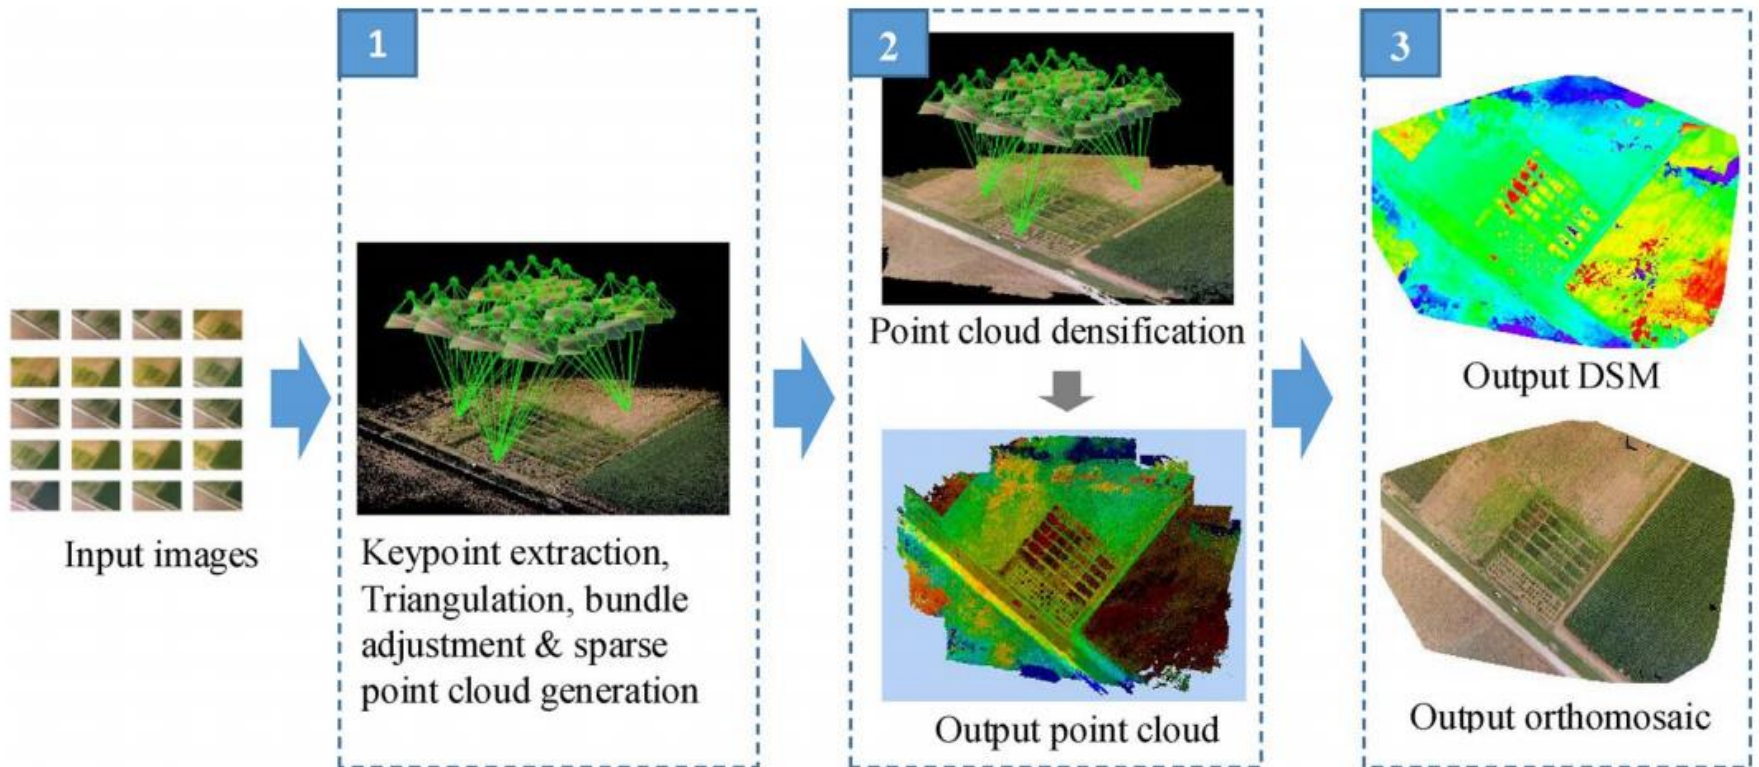 1
2
3
Input images
Keypoint extraction,
Triangulation, bundle
adjustment & sparse
point cloud generation
Point cloud densification
Output point cloud
Output DSM
Output orthomosaic